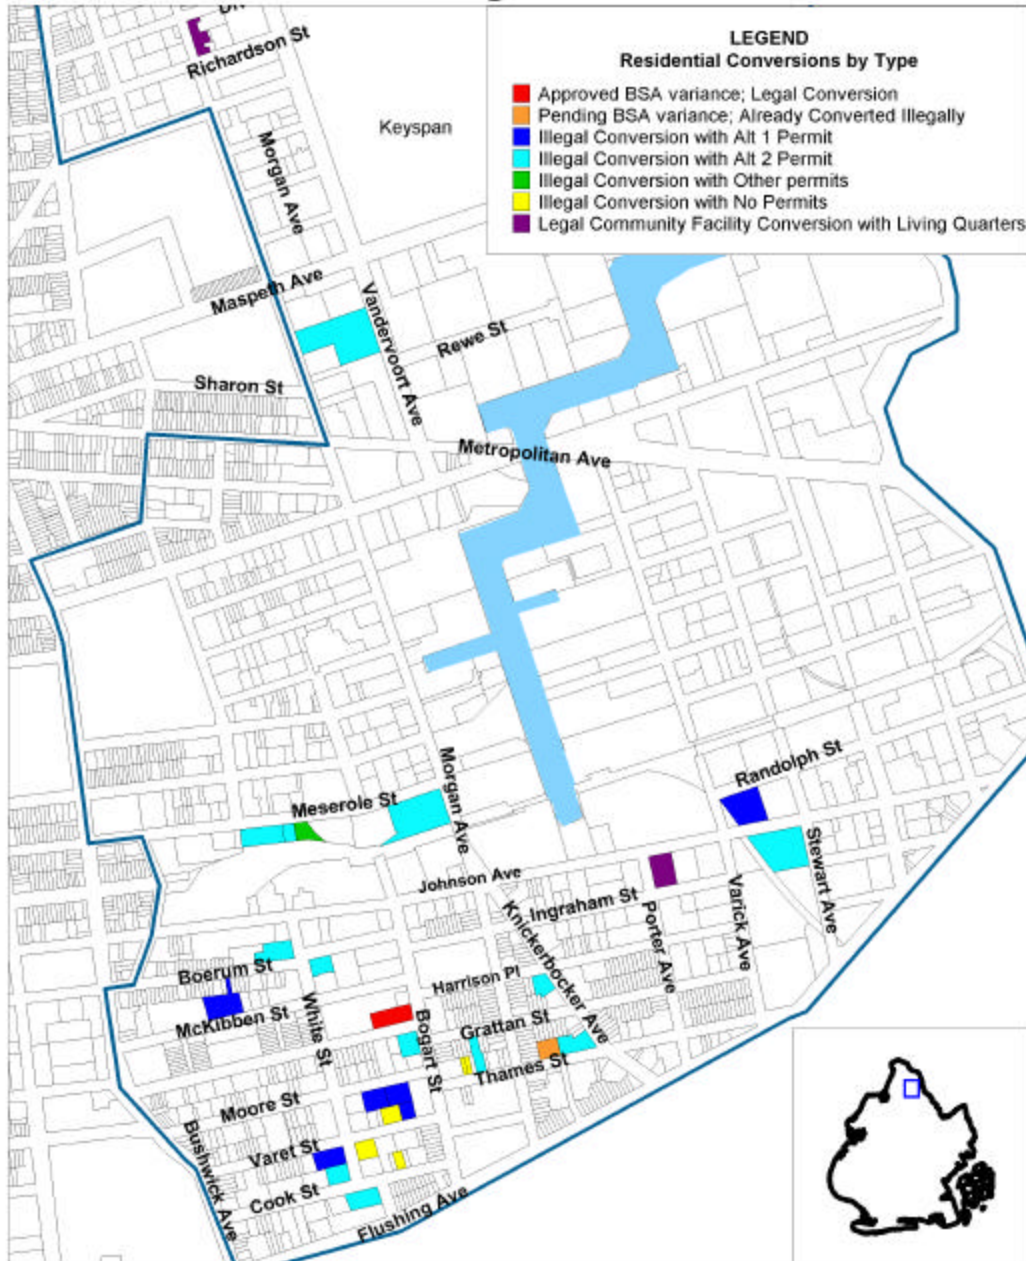 Richardson St
LEGEND
Residential Conversions by Type
Approved BSA variance; Legal Conversion
Pending BSA variance; Already Converted Illegally
Illegal Conversion with Alt 1 Permit
Illegal Conversion with Alt 2 Permit
Illegal Conversion with Other permits
Illegal Conversion with No Permits
Legal Community Facility Conversion with Living Quarters
Keyspan
Morgan Ave
Maspeth Ave
Vandervoort Ave
Rewe St
Sharon St
Metropolitan Ave
Randolph St
Meserole St
Morgan Ave
Stewart Ave
Johnson Ave
Ingraham St
Knickerbocker Ave
Porter Ave
Varick Ave
Boerum St
Harrison Pl
McKibben St
White St
Bogart St
Grattan St
Thames St
Moore St
Bushwick Ave
Varet St
Cook St
Flushing Ave